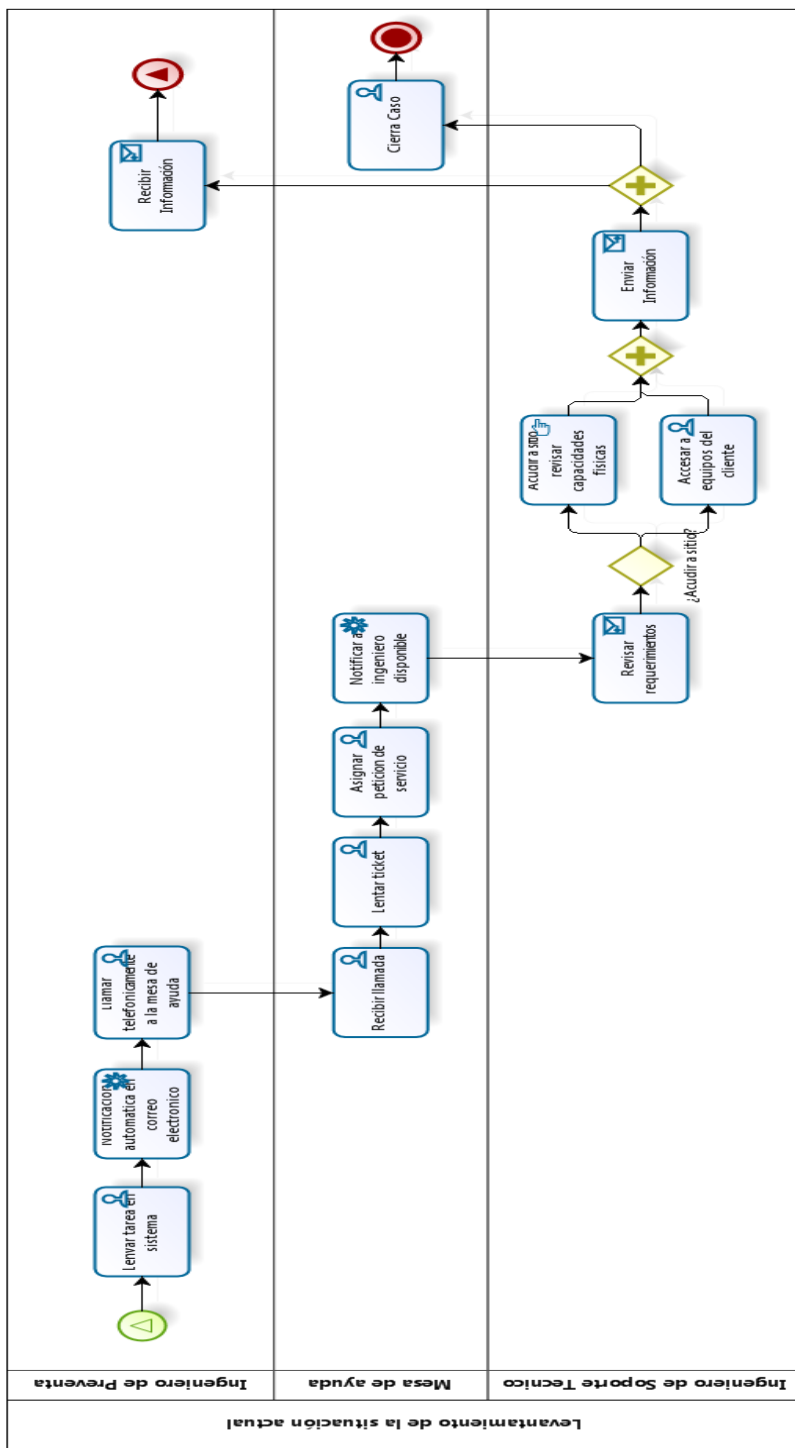 Levantamiento de la situación actual
Ingeniero de Preventa
Lenvar tarea en
sistema
Notificacion
automatica en
correo
electronico
Llamar
telefonicamente
a la mesa de
ayuda
Recibir
Información
Mesa de ayuda
Recibir llamada
Lentar ticket
Asignar
peticion de
servicio
Notificar a
ingeniero
disponible
Cierra Caso
Ingeniero de Soporte Tecnico
Revisar
requerimientos
¿Acudir a sitio?
Acudir a sitio
revisar
capacidades
fisicas
Accesar a
equipos del
cliente
Enviar
Información